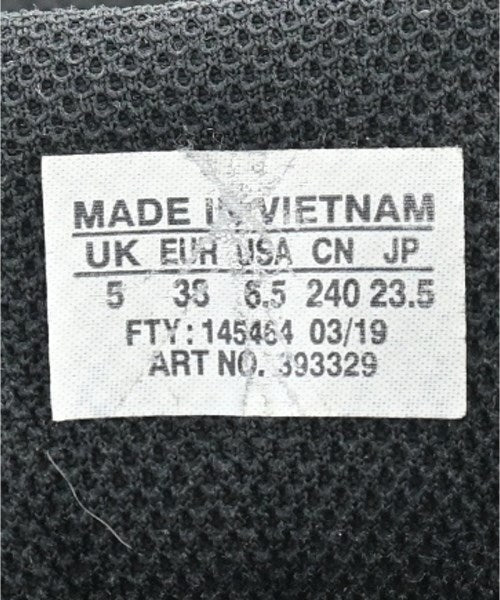 MADE IN VIETNAM
UK EUR USA CN JP
5 38 6.5 240 23.5
FTY: 145464 03/19
ART NO. 393329